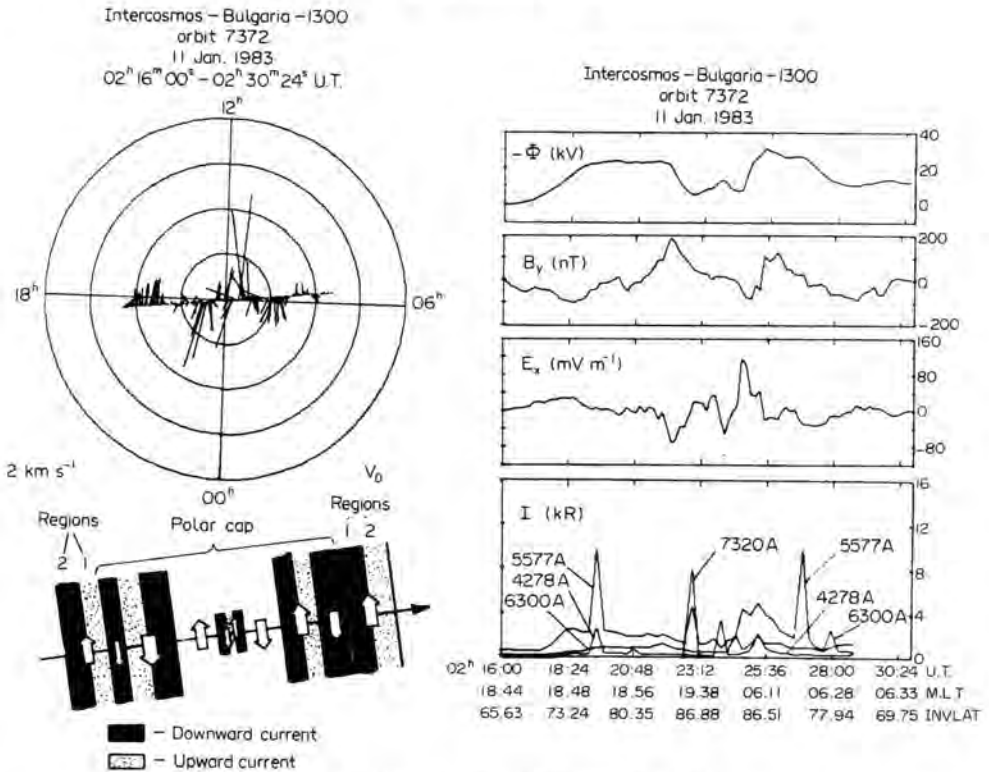 Intercosmos – Bulgaria – 1300
orbit 7372
11 Jan. 1983
02ʰ 16ᵐ 00ˢ – 02ʰ 30ᵐ 24ˢ U.T.
12ʰ
18ʰ
06ʰ
00ʰ
2 km s⁻¹
V_D
Regions
2 1
Polar cap
Regions
1 2
– Downward current
– Upward current
Intercosmos – Bulgaria – 1300
orbit 7372
11 Jan. 1983
–Φ (kV)
40
20
0
B_y (nT)
200
0
–200
E_x (mV m⁻¹)
160
80
0
–80
I (kR)
16
12
8
4
0
5577A
4278A
6300A
7320A
5577A
4278A
6300A
02ʰ 16:00 18:24 20:48 23:12 25:36 28:00 30:24 U.T.
18:44 18.48 18.56 19.38 06.11 06.28 06.33 M.L.T
65.63 73.24 80.35 86.88 86.51 77.94 69.75 INVLAT